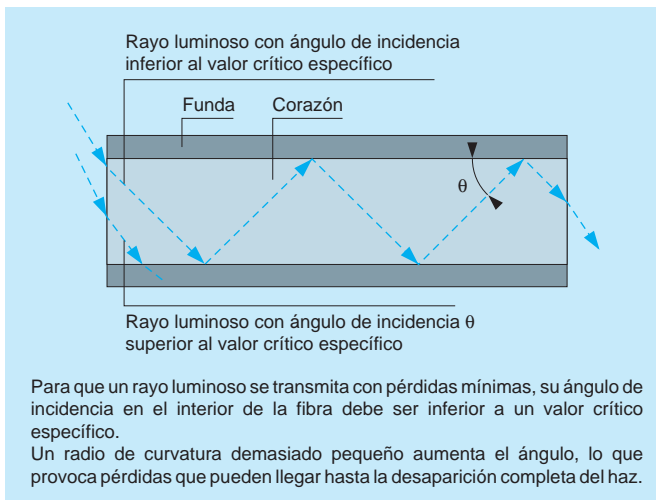 Rayo luminoso con ángulo de incidencia
inferior al valor crítico específico
Funda
Corazón
θ
Rayo luminoso con ángulo de incidencia θ
superior al valor crítico específico
Para que un rayo luminoso se transmita con pérdidas mínimas, su ángulo de
incidencia en el interior de la fibra debe ser inferior a un valor crítico
específico.
Un radio de curvatura demasiado pequeño aumenta el ángulo, lo que
provoca pérdidas que pueden llegar hasta la desaparición completa del haz.